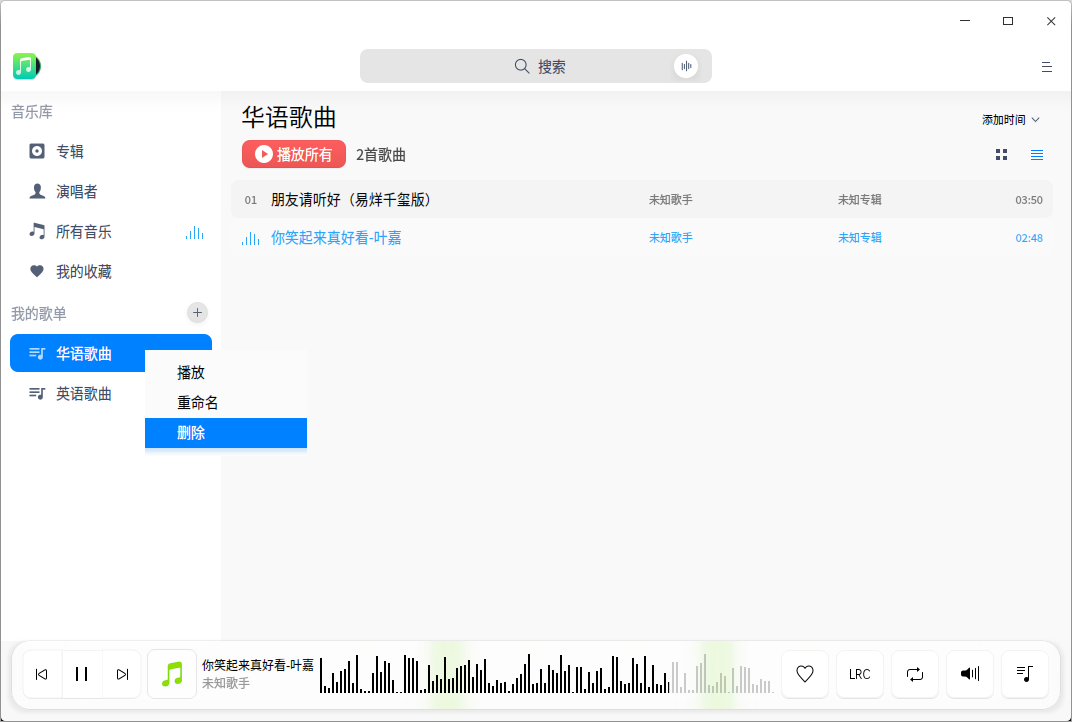 搜索
音乐库
专辑
演唱者
所有音乐
我的收藏
我的歌单
华语歌曲
英语歌曲
播放
重命名
删除
华语歌曲
添加时间
播放所有 2首歌曲
01 朋友请听好（易烊千玺版） 未知歌手 未知专辑 03:50
你笑起来真好看-叶嘉 未知歌手 未知专辑 02:48
你笑起来真好看-叶嘉
未知歌手
LRC